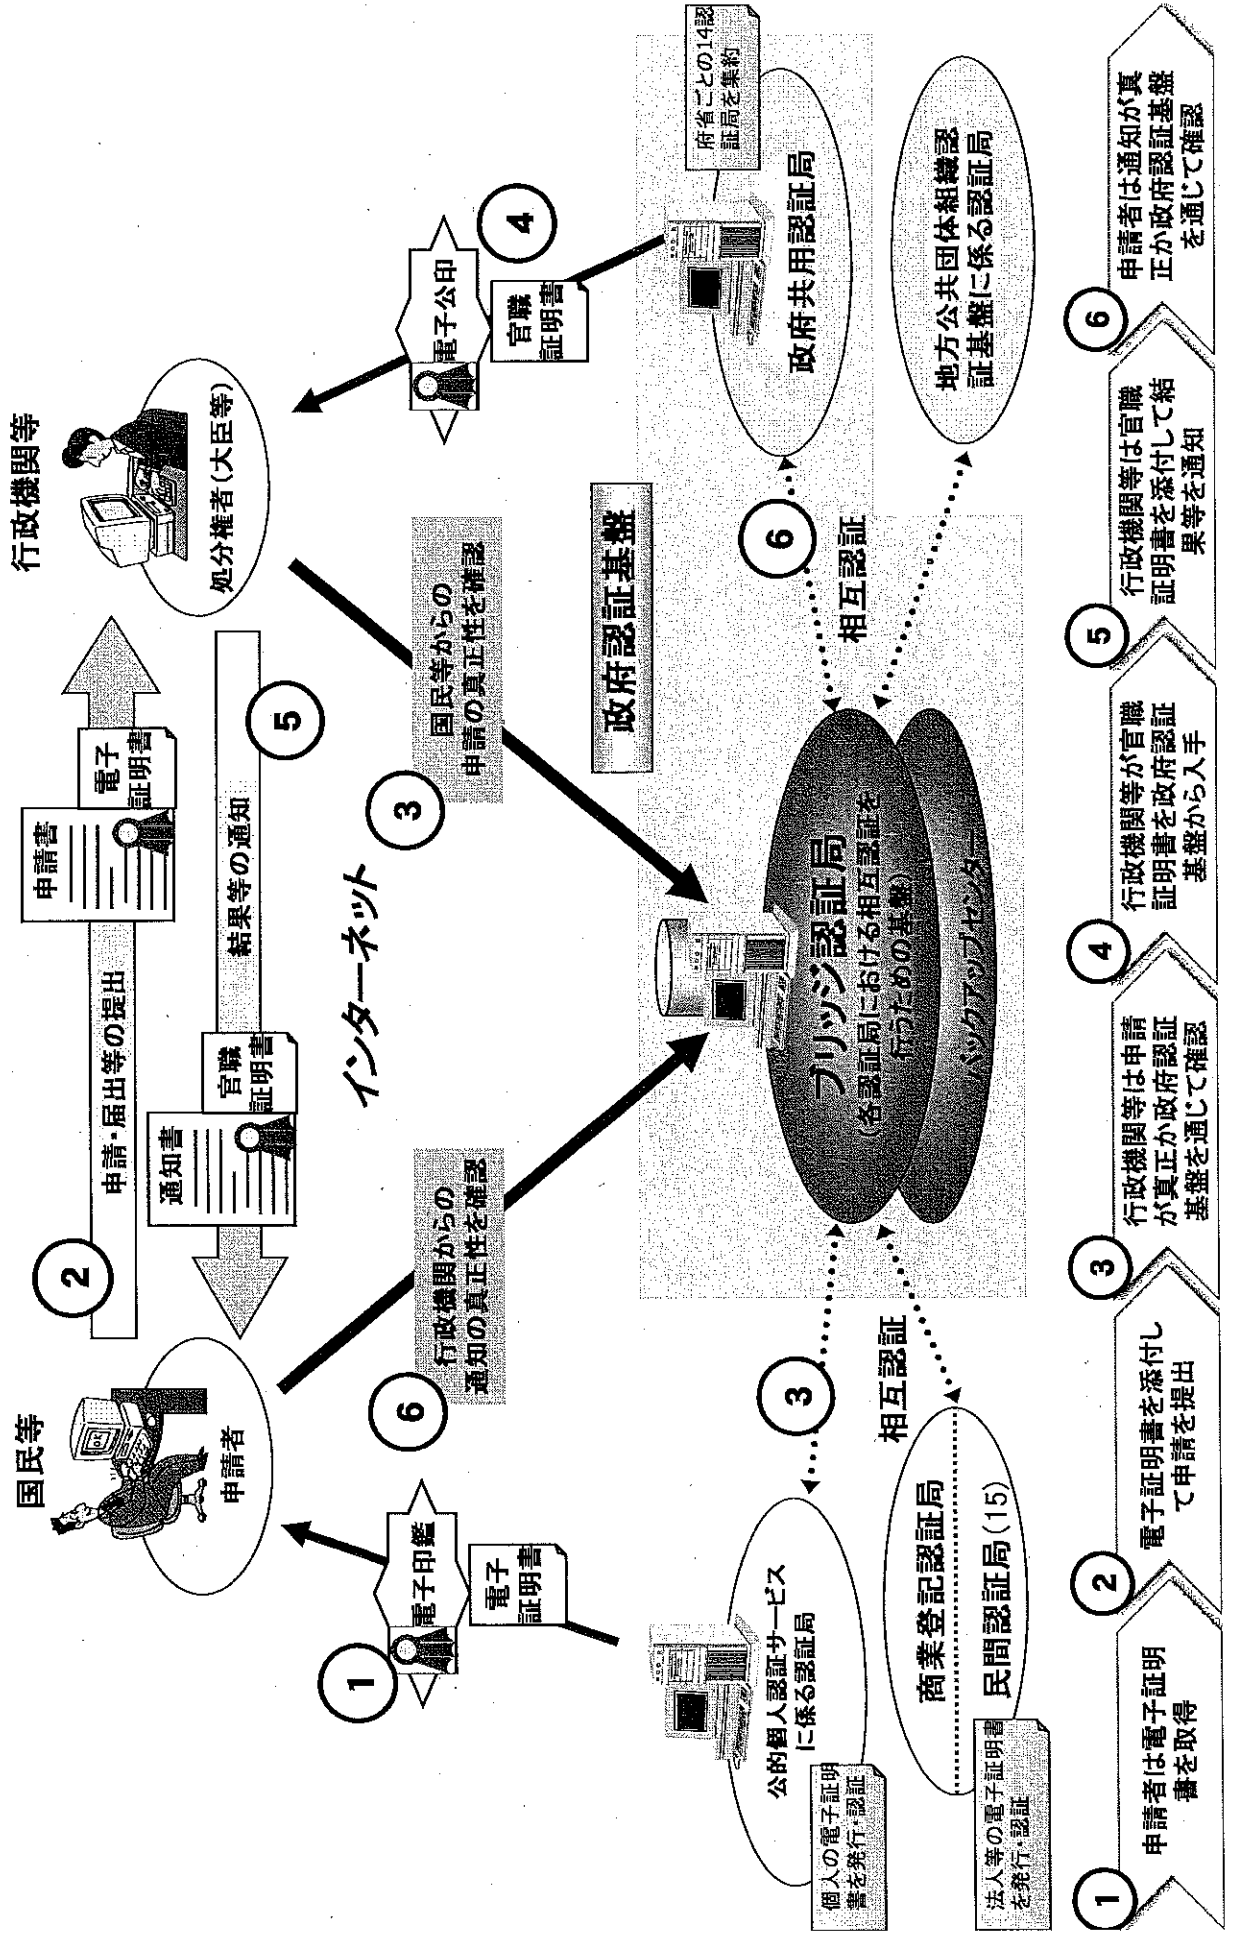 国民等
申請者
行政機関等
処分権者(大臣等)
2
申請・届出等の提出
申請書
電子
証明書
通知書
官職
証明書
結果等の通知
5
インターネット
1
電子印鑑
電子
証明書
6
行政機関からの
通知の真正性を確認
3
国民等からの
申請の真正性を確認
電子公印
官職
証明書
4
政府認証基盤
公的個人認証サービス
に係る認証局
個人の電子証明
書を発行・認証
商業登記認証局
民間認証局(15)
法人等の電子証明書
を発行・認証
3
相互認証
ブリッジ認証局
(各認証局における相互認証を
行うための基盤)
バックアップセンター
6
相互認証
府省ごとの14認
証局を集約
政府共用認証局
地方公共団体組織認
証基盤に係る認証局
1
申請者は電子証明
書を取得
2
電子証明書を添付し
て申請を提出
3
行政機関等は申請
が真正か政府認証
基盤を通じて確認
4
行政機関等が官職
証明書を政府認証
基盤から入手
5
行政機関等は官職
証明書を添付して結
果等を通知
6
申請者は通知が真
正か政府認証基盤
を通じて確認